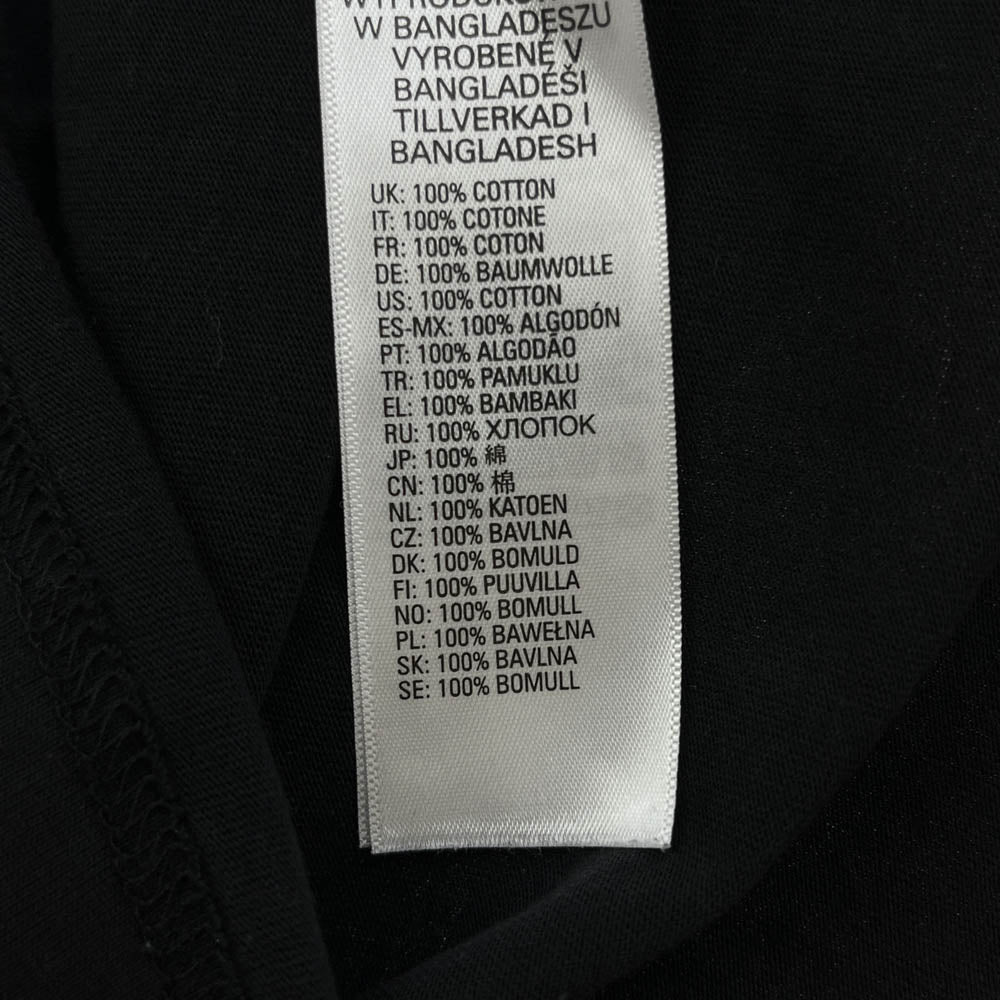 W BANGLADESZU
VYROBENÉ V
BANGLADÉŠI
TILLVERKAD I
BANGLADESH
UK: 100% COTTON
IT: 100% COTONE
FR: 100% COTON
DE: 100% BAUMWOLLE
US: 100% COTTON
ES-MX: 100% ALGODÓN
PT: 100% ALGODÃO
TR: 100% PAMUKLU
EL: 100% BAMBAKI
RU: 100% ХЛОПОК
JP: 100% 綿
CN: 100% 棉
NL: 100% KATOEN
CZ: 100% BAVLNA
DK: 100% BOMULD
FI: 100% PUUVILLA
NO: 100% BOMULL
PL: 100% BAWEŁNA
SK: 100% BAVLNA
SE: 100% BOMULL